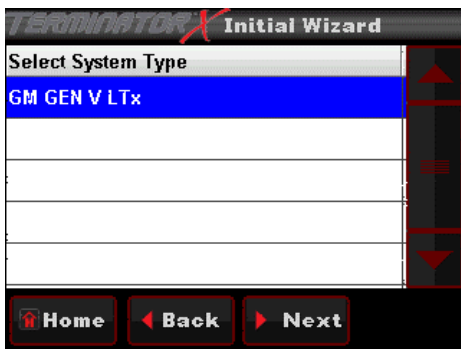 TERMINATOR X Initial Wizard
Select System Type
GM GEN V LTx
Home Back Next